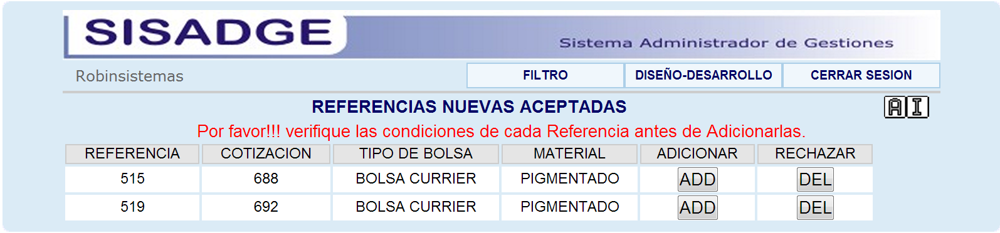 SISADGE
Sistema Administrador de Gestiones
Robinsistemas FILTRO DISEÑO-DESARROLLO CERRAR SESION
REFERENCIAS NUEVAS ACEPTADAS A I
Por favor!!! verifique las condiciones de cada Referencia antes de Adicionarlas.
REFERENCIA COTIZACION TIPO DE BOLSA MATERIAL ADICIONAR RECHAZAR
515 688 BOLSA CURRIER PIGMENTADO ADD DEL
519 692 BOLSA CURRIER PIGMENTADO ADD DEL